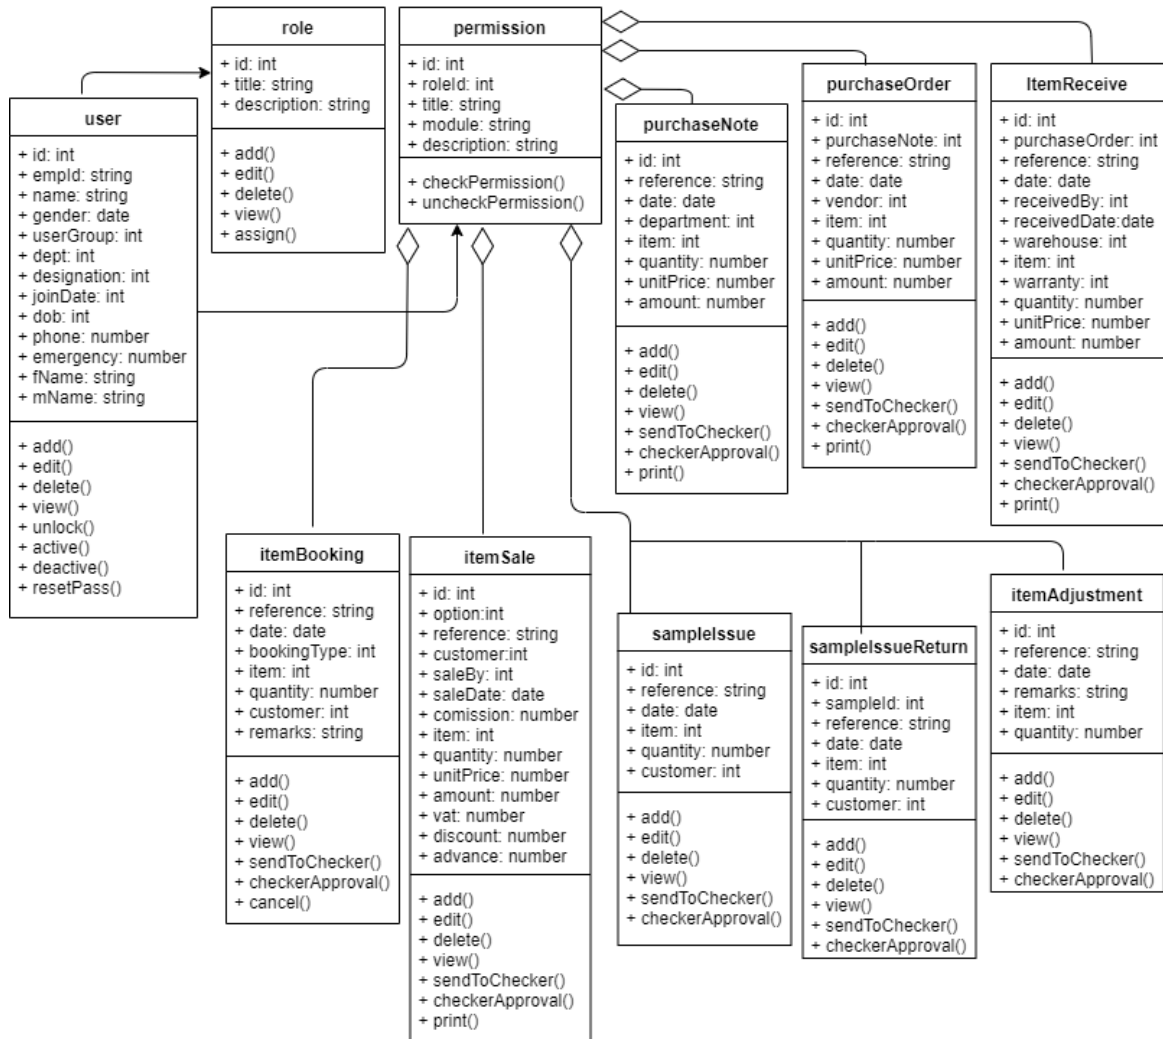 role
+ id: int
+ title: string
+ description: string
+ add()
+ edit()
+ delete()
+ view()
+ assign()
permission
+ id: int
+ roleId: int
+ title: string
+ module: string
+ description: string
+ checkPermission()
+ uncheckPermission()
user
+ id: int
+ empId: string
+ name: string
+ gender: date
+ userGroup: int
+ dept: int
+ designation: int
+ joinDate: int
+ dob: int
+ phone: number
+ emergency: number
+ fName: string
+ mName: string
+ add()
+ edit()
+ delete()
+ view()
+ unlock()
+ active()
+ deactive()
+ resetPass()
purchaseNote
+ id: int
+ reference: string
+ date: date
+ department: int
+ item: int
+ quantity: number
+ unitPrice: number
+ amount: number
+ add()
+ edit()
+ delete()
+ view()
+ sendToChecker()
+ checkerApproval()
+ print()
purchaseOrder
+ id: int
+ purchaseNote: int
+ reference: string
+ date: date
+ vendor: int
+ item: int
+ quantity: number
+ unitPrice: number
+ amount: number
+ add()
+ edit()
+ delete()
+ view()
+ sendToChecker()
+ checkerApproval()
+ print()
ItemReceive
+ id: int
+ purchaseOrder: int
+ reference: string
+ date: date
+ receivedBy: int
+ receivedDate:date
+ warehouse: int
+ item: int
+ warranty: int
+ quantity: number
+ unitPrice: number
+ amount: number
+ add()
+ edit()
+ delete()
+ view()
+ sendToChecker()
+ checkerApproval()
+ print()
itemBooking
+ id: int
+ reference: string
+ date: date
+ bookingType: int
+ item: int
+ quantity: number
+ customer: int
+ remarks: string
+ add()
+ edit()
+ delete()
+ view()
+ sendToChecker()
+ checkerApproval()
+ cancel()
itemSale
+ id: int
+ option:int
+ reference: string
+ customer:int
+ saleBy: int
+ saleDate: date
+ comission: number
+ item: int
+ quantity: number
+ unitPrice: number
+ amount: number
+ vat: number
+ discount: number
+ advance: number
+ add()
+ edit()
+ delete()
+ view()
+ sendToChecker()
+ checkerApproval()
+ print()
sampleIssue
+ id: int
+ reference: string
+ date: date
+ item: int
+ quantity: number
+ customer: int
+ add()
+ edit()
+ delete()
+ view()
+ sendToChecker()
+ checkerApproval()
sampleIssueReturn
+ id: int
+ sampleId: int
+ reference: string
+ date: date
+ item: int
+ quantity: number
+ customer: int
+ add()
+ edit()
+ delete()
+ view()
+ sendToChecker()
+ checkerApproval()
itemAdjustment
+ id: int
+ reference: string
+ date: date
+ remarks: string
+ item: int
+ quantity: number
+ add()
+ edit()
+ delete()
+ view()
+ sendToChecker()
+ checkerApproval()